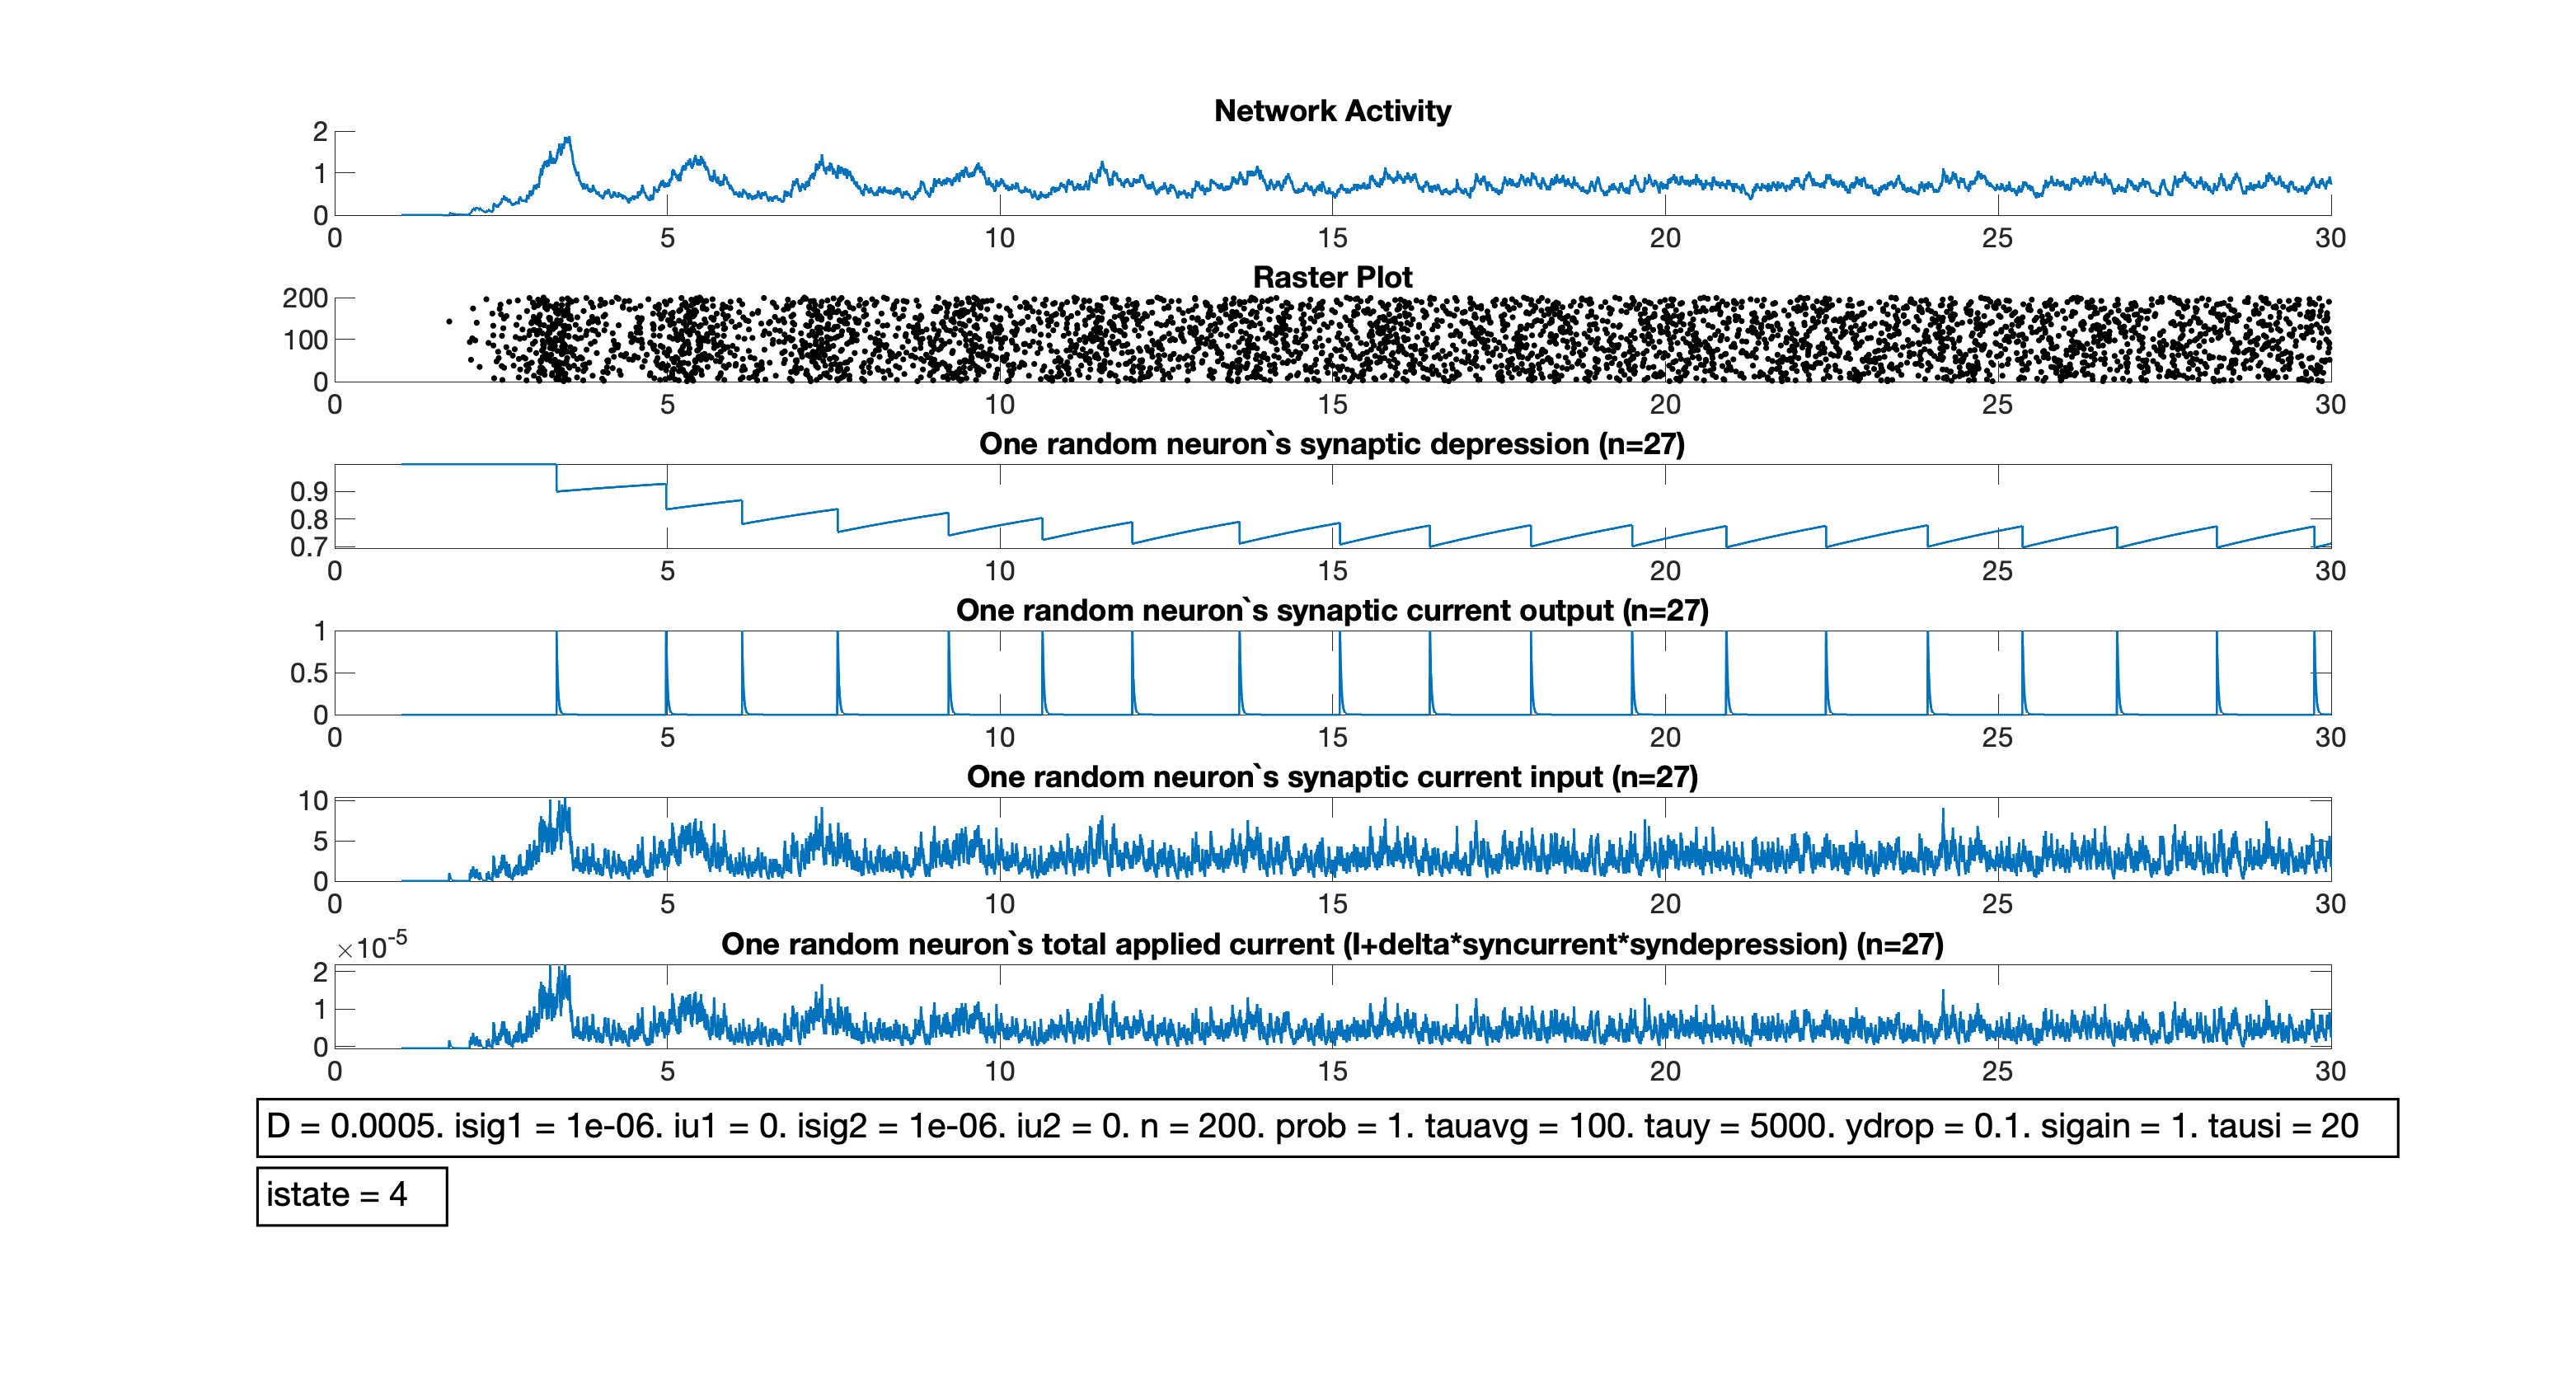 Network Activity
2
1
0
0 5 10 15 20 25 30
Raster Plot
200
100
0
0 5 10 15 20 25 30
One random neuron`s synaptic depression (n=27)
0.9
0.8
0.7
0 5 10 15 20 25 30
One random neuron`s synaptic current output (n=27)
1
0.5
0
0 5 10 15 20 25 30
One random neuron`s synaptic current input (n=27)
10
5
0
0 5 10 15 20 25 30
×10-5 One random neuron`s total applied current (I+delta*syncurrent*syndepression) (n=27)
2
1
0
0 5 10 15 20 25 30
D = 0.0005. isig1 = 1e-06. iu1 = 0. isig2 = 1e-06. iu2 = 0. n = 200. prob = 1. tauavg = 100. tauy = 5000. ydrop = 0.1. sigain = 1. tausi = 20
istate = 4